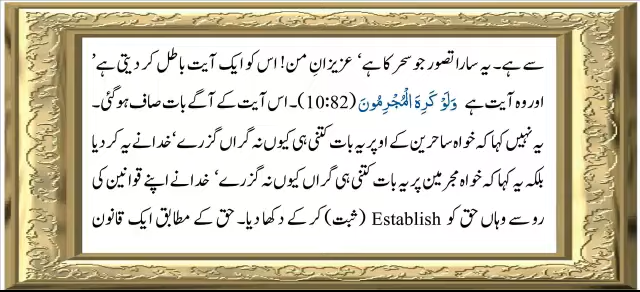 سے ہے۔ یہ سارا تصور جو سحر کا ہے‘ عزیزانِ من! اس کو ایک آیت باطل کر دیتی ہے‘
اور وہ آیت ہے وَلَوْ كَرِهَ الْمُجْرِمُونَ (10:82)۔ اس آیت کے آگے بات صاف ہو گئی۔
یہ نہیں کہا کہ خواہ ساحرین کے اوپر یہ بات کتنی ہی کیوں نہ گراں گزرے‘ خدا نے یہ کر دیا
بلکہ یہ کہا کہ خواہ مجرمین پر یہ بات کتنی ہی گراں کیوں نہ گزرے‘ خدا نے اپنے قوانین کی
رو سے وہاں حق کو Establish (ثبت) کر کے دکھا دیا۔ حق کے مطابق ایک قانون